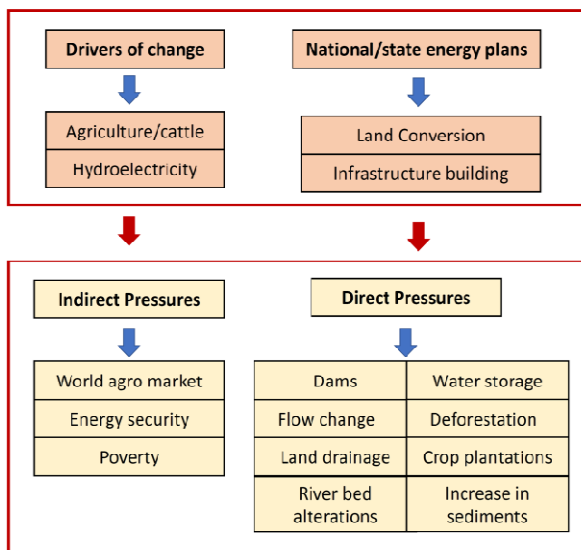 Drivers of change
National/state energy plans
Agriculture/cattle
Hydroelectricity
Land Conversion
Infrastructure building
Indirect Pressures
Direct Pressures
World agro market
Energy security
Poverty
Dams
Water storage
Flow change
Deforestation
Land drainage
Crop plantations
River bed
alterations
Increase in
sediments